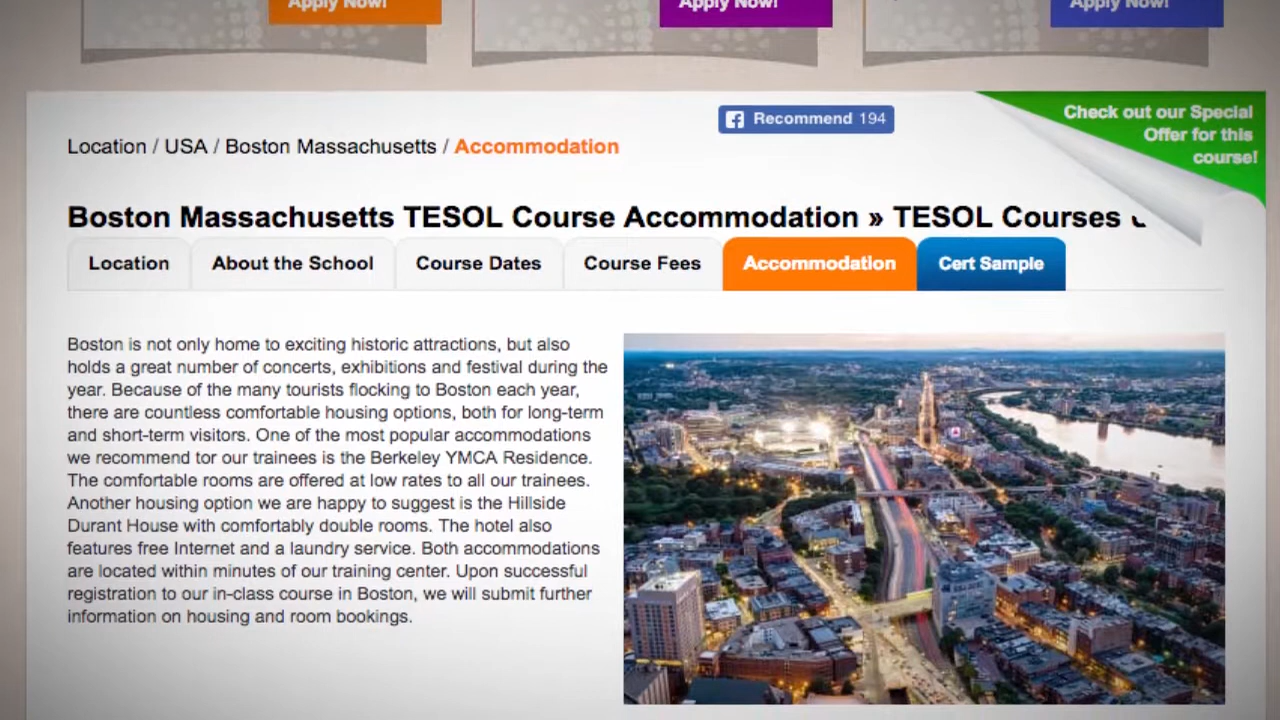 Apply Now!
Apply Now!
Apply Now!
Check out our Special
Offer for this
course!
Recommend 194
Location / USA / Boston Massachusetts / Accommodation
Boston Massachusetts TESOL Course Accommodation » TESOL Courses
Location
About the School
Course Dates
Course Fees
Accommodation
Cert Sample
Boston is not only home to exciting historic attractions, but also
holds a great number of concerts, exhibitions and festival during the
year. Because of the many tourists flocking to Boston each year,
there are countless comfortable housing options, both for long-term
and short-term visitors. One of the most popular accommodations
we recommend tor our trainees is the Berkeley YMCA Residence.
The comfortable rooms are offered at low rates to all our trainees.
Another housing option we are happy to suggest is the Hillside
Durant House with comfortably double rooms. The hotel also
features free Internet and a laundry service. Both accommodations
are located within minutes of our training center. Upon successful
registration to our in-class course in Boston, we will submit further
information on housing and room bookings.